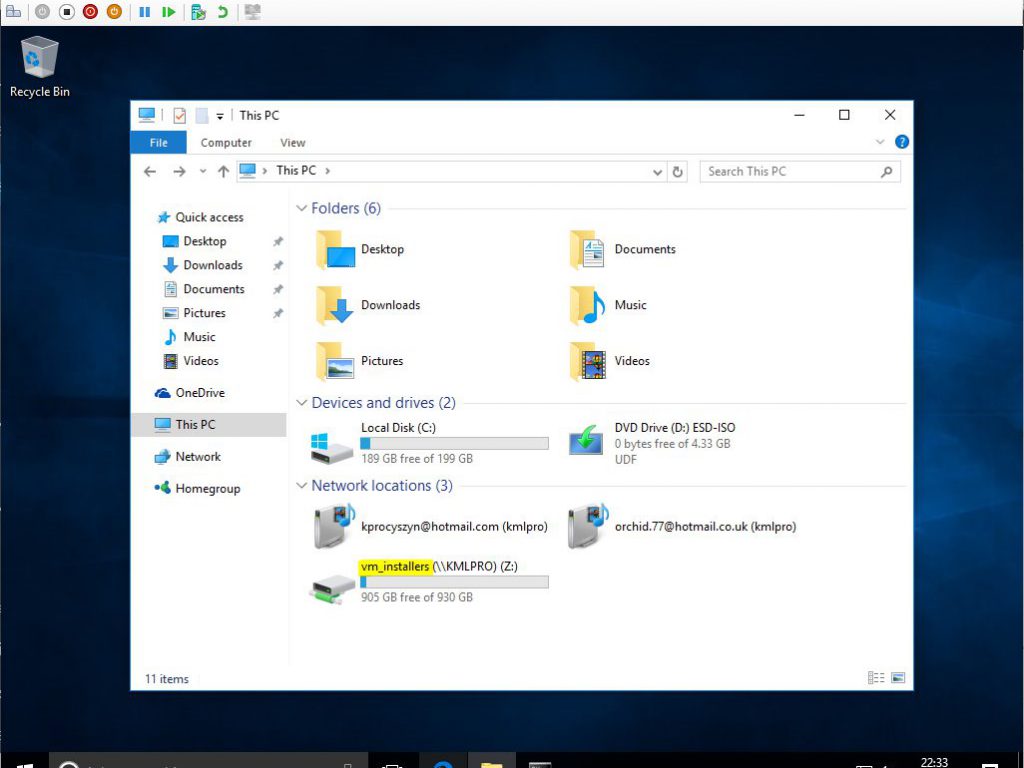 Recycle Bin
This PC
File Computer View
This PC
Search This PC
Quick access
Desktop
Downloads
Documents
Pictures
Music
Videos
OneDrive
This PC
Network
Homegroup
Folders (6)
Desktop
Documents
Downloads
Music
Pictures
Videos
Devices and drives (2)
Local Disk (C:)
189 GB free of 199 GB
DVD Drive (D:) ESD-ISO
0 bytes free of 4.33 GB
UDF
Network locations (3)
kprocyszyn@hotmail.com (kmlpro)
orchid.77@hotmail.co.uk (kmlpro)
vm_installers (\\KMLPRO) (Z:)
905 GB free of 930 GB
11 items
22:33